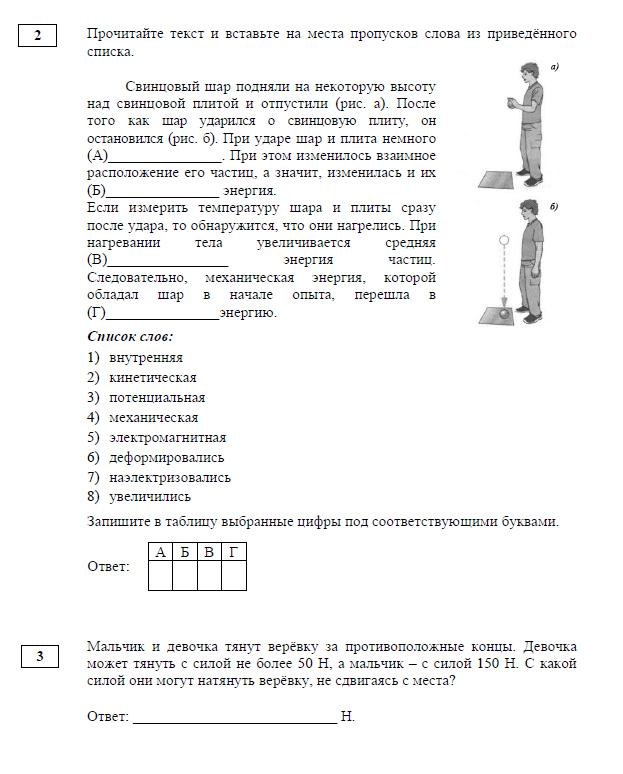 2
Прочитайте текст и вставьте на места пропусков слова из приведённого
списка.
а)
Свинцовый шар подняли на некоторую высоту
над свинцовой плитой и отпустили (рис. а). После
того как шар ударился о свинцовую плиту, он
остановился (рис. б). При ударе шар и плита немного
(А)_______________. При этом изменилось взаимное
расположение его частиц, а значит, изменилась и их
(Б)_______________ энергия.
б)
Если измерить температуру шара и плиты сразу
после удара, то обнаружится, что они нагрелись. При
нагревании тела увеличивается средняя
(В)________________ энергия частиц.
Следовательно, механическая энергия, которой
обладал шар в начале опыта, перешла в
(Г)_______________энергию.
Список слов:
1) внутренняя
2) кинетическая
3) потенциальная
4) механическая
5) электромагнитная
6) деформировались
7) наэлектризовались
8) увеличились
Запишите в таблицу выбранные цифры под соответствующими буквами.
А Б В Г
Ответ:
3
Мальчик и девочка тянут верёвку за противоположные концы. Девочка
может тянуть с силой не более 50 Н, а мальчик – с силой 150 Н. С какой
силой они могут натянуть верёвку, не сдвигаясь с места?
Ответ: ___________________________ Н.